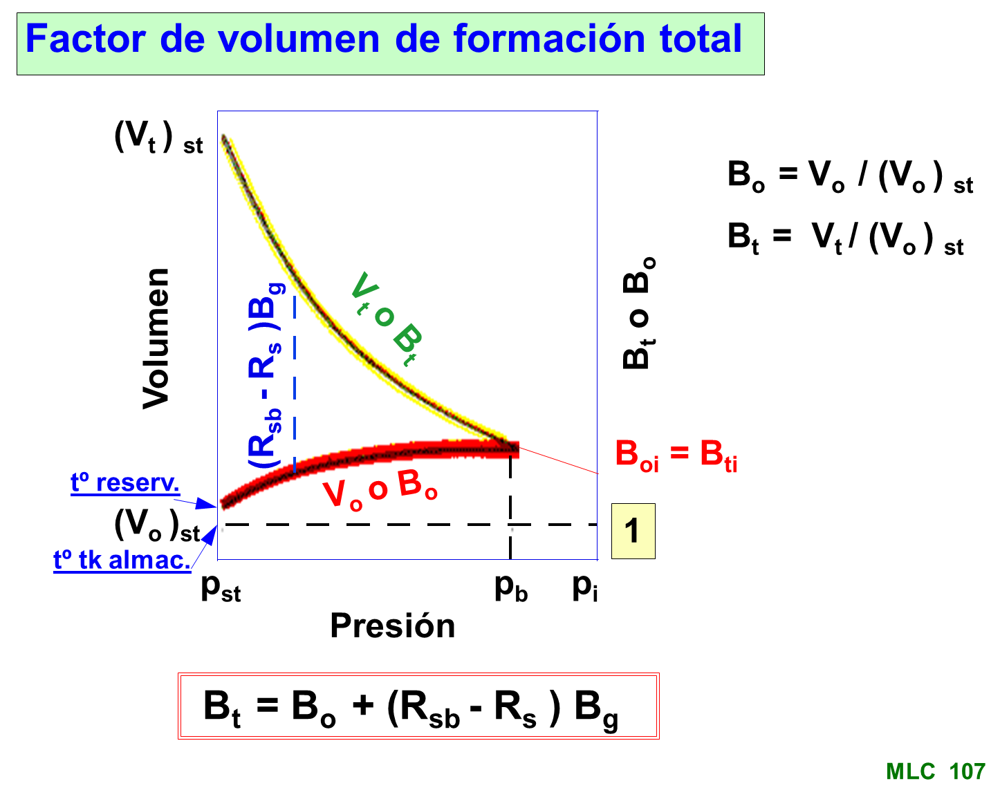 Factor de volumen de formación total
(Vt ) st
Bo = Vo / (Vo ) st
Bt = Vt / (Vo ) st
Volumen
(Rsb - Rs )Bg
Vt o Bt
Bt o Bo
Boi = Bti
tº reserv.
Vo o Bo
(Vo )st
1
tº tk almac.
pst
pb
pi
Presión
Bt = Bo + (Rsb - Rs ) Bg
MLC 107